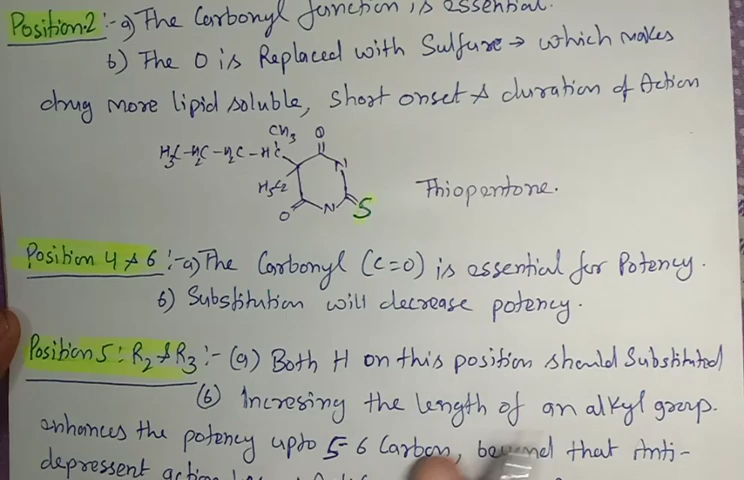 Position:2 :- a) The Carbonyl function is essential.
b) The O is Replaced with Sulfure → which makes
drug more lipid soluble, Short onset & duration of Action
CH3 O
H3C-H2C-H2C-HC N
H5C2
O N S
Thiopentone.
Position 4 & 6 :- a) The Carbonyl (C=O) is essential for Potency.
b) Substitution will decrease potency.
Position 5: R2 & R3 :- (a) Both H on this position should Substituted
(b) Incresing the length of an alkyl group.
enhances the potency upto 5-6 Carbon, beyond that Anti-
depressent action